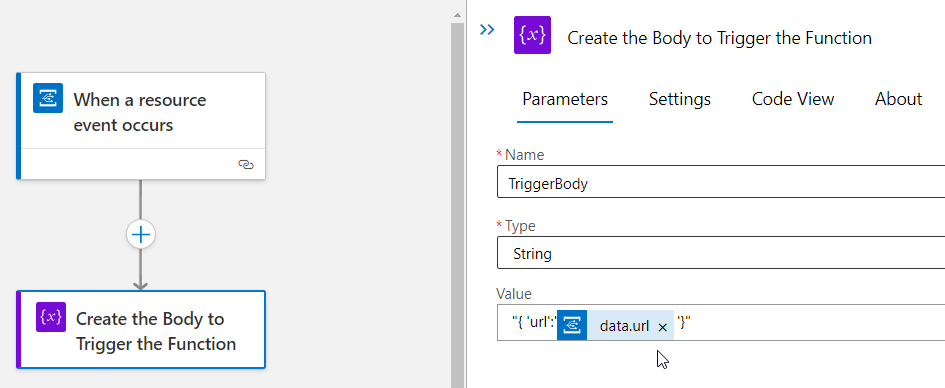 When a resource
event occurs
{x}
Create the Body to
Trigger the Function
{x}
Create the Body to Trigger the Function
Parameters
Settings
Code View
About
* Name
TriggerBody
* Type
String
Value
"{ 'url':' data.url × '}"